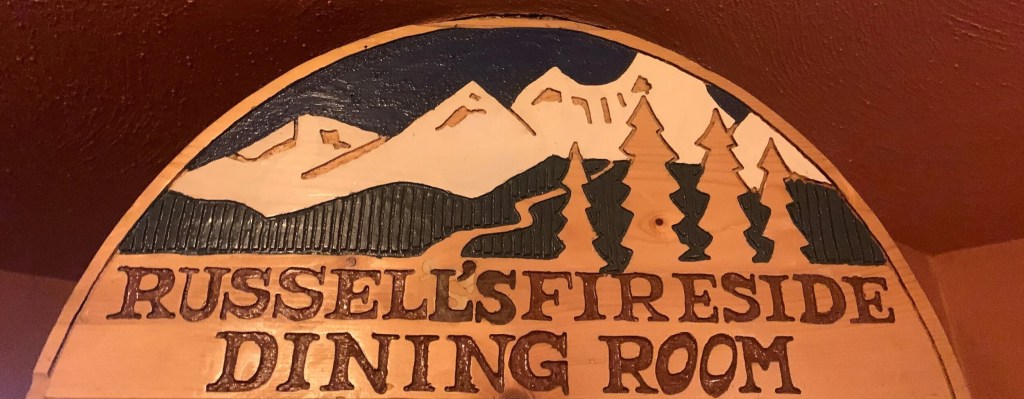 RUSSELL'S FIRESIDE
DINING ROOM